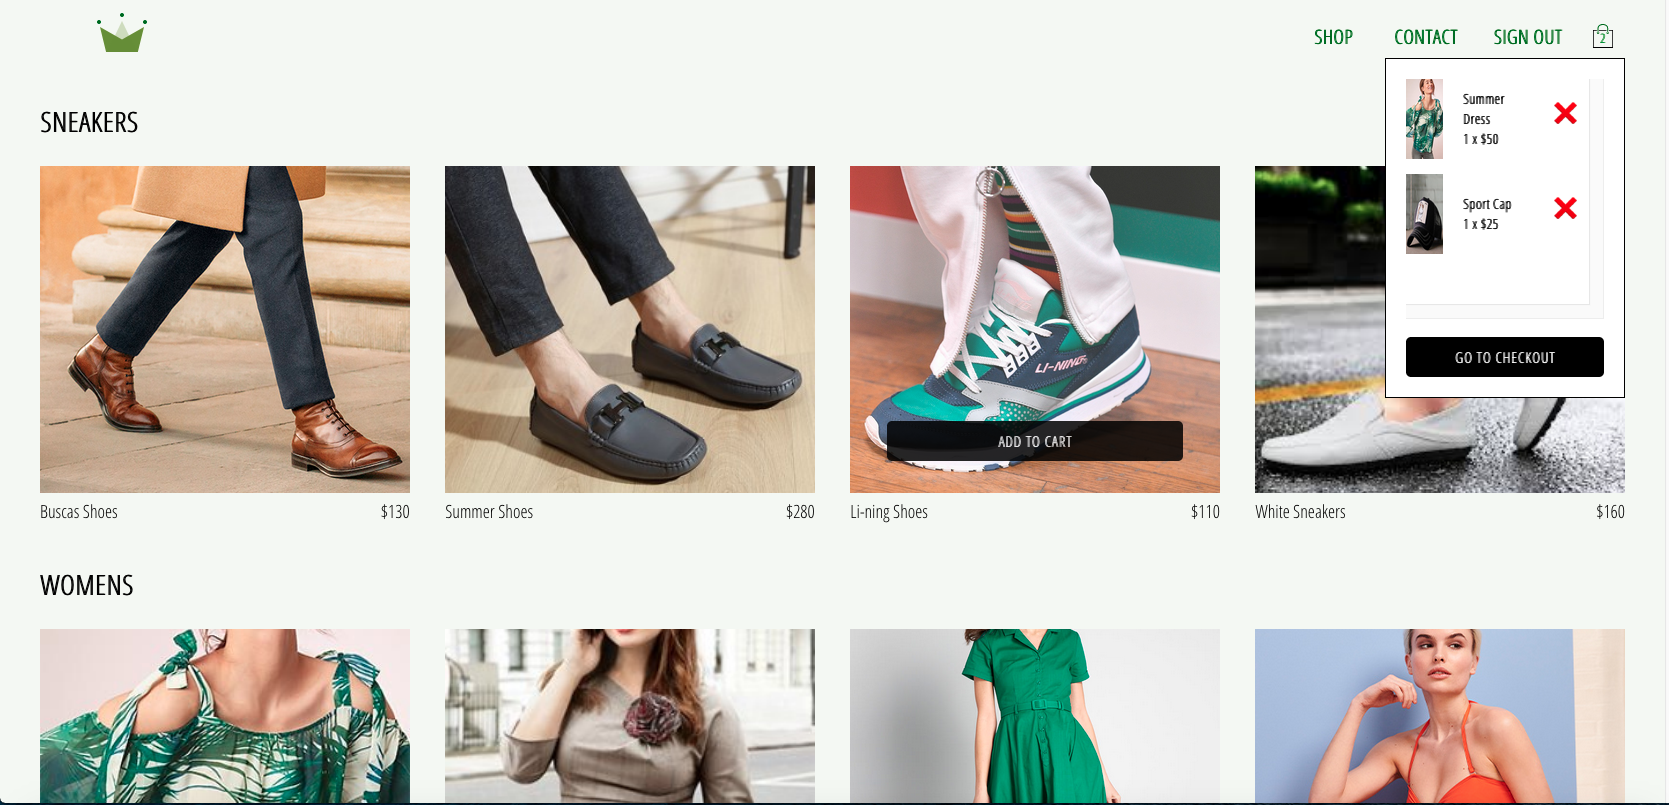 SHOP
CONTACT
SIGN OUT
2
Summer
Dress
1 x $50
Sport Cap
1 x $25
GO TO CHECKOUT
SNEAKERS
LI-NING
ADD TO CART
Buscas Shoes
$130
Summer Shoes
$280
Li-ning Shoes
$110
White Sneakers
$160
WOMENS